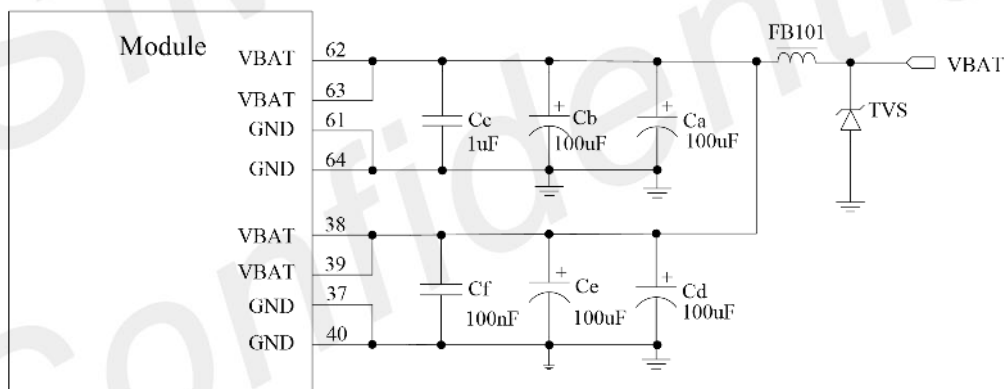 FB101
Module
VBAT 62
VBAT
VBAT 63
TVS
GND 61
Cc
1uF
+
Cb
100uF
+
Ca
100uF
GND 64
VBAT 38
VBAT 39
GND 37
Cf
100nF
+
Ce
100uF
+
Cd
100uF
GND 40
Confidential